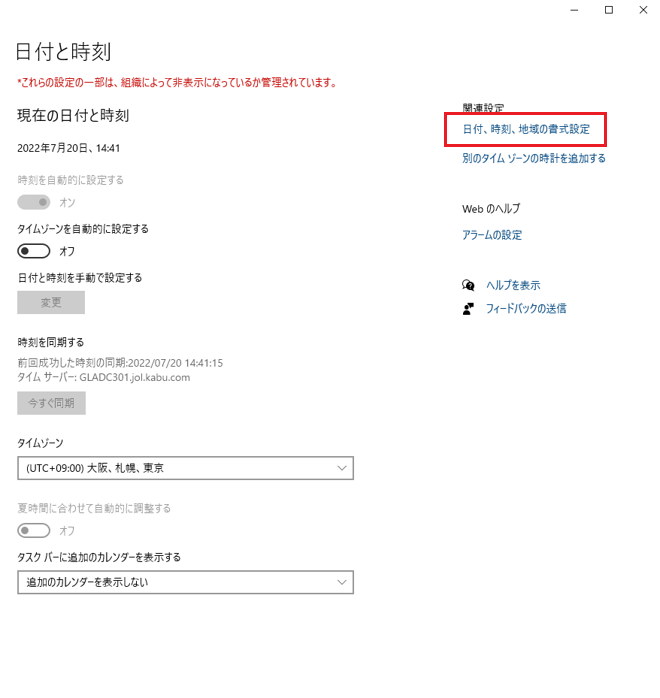 日付と時刻
*これらの設定の一部は、組織によって非表示になっているか管理されています。
現在の日付と時刻
2022年7月20日、14:41
時刻を自動的に設定する
オン
タイムゾーンを自動的に設定する
オフ
日付と時刻を手動で設定する
変更
時刻を同期する
前回成功した時刻の同期:2022/07/20 14:41:15
タイム サーバー: GLADC301.jol.kabu.com
今すぐ同期
タイムゾーン
(UTC+09:00) 大阪、札幌、東京
夏時間に合わせて自動的に調整する
オフ
タスク バーに追加のカレンダーを表示する
追加のカレンダーを表示しない
関連設定
日付、時刻、地域の書式設定
別のタイム ゾーンの時計を追加する
Web のヘルプ
アラームの設定
ヘルプを表示
フィードバックの送信